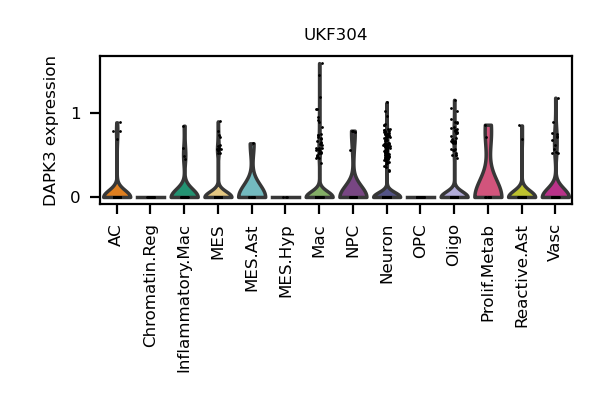 UKF304
DAPK3 expression
1
0
AC
Chromatin.Reg
Inflammatory.Mac
MES
MES.Ast
MES.Hyp
Mac
NPC
Neuron
OPC
Oligo
Prolif.Metab
Reactive.Ast
Vasc